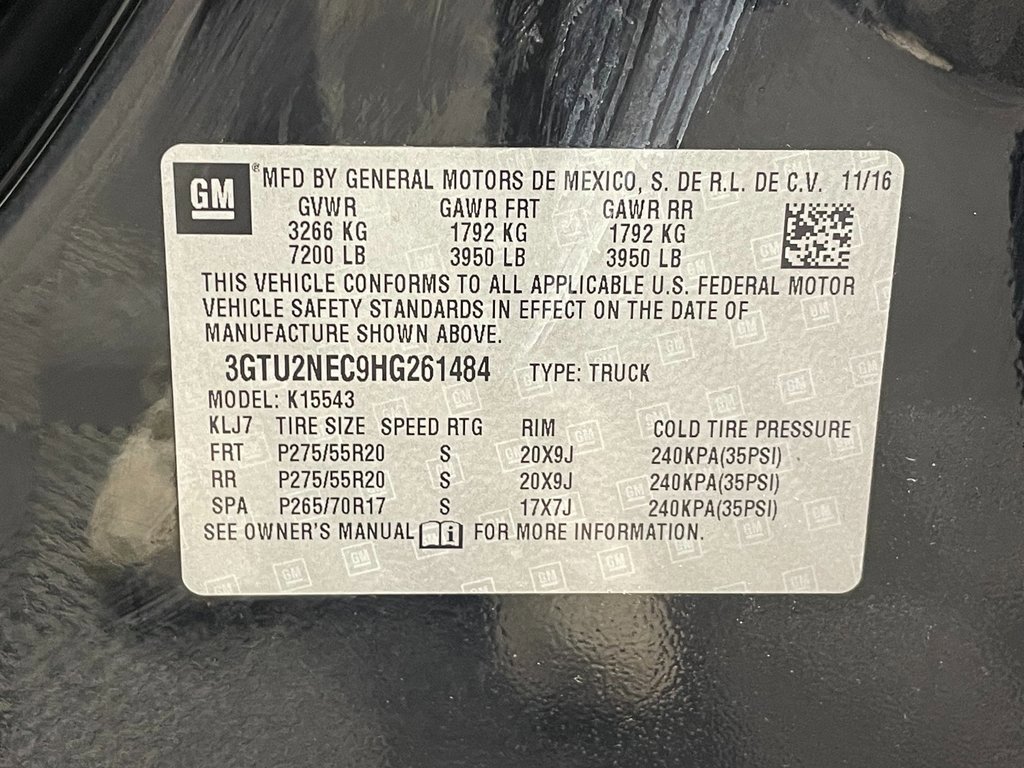 GM ® MFD BY GENERAL MOTORS DE MEXICO, S. DE R.L. DE C.V. 11/16
GVWR GAWR FRT GAWR RR
3266 KG 1792 KG 1792 KG
7200 LB 3950 LB 3950 LB
THIS VEHICLE CONFORMS TO ALL APPLICABLE U.S. FEDERAL MOTOR
VEHICLE SAFETY STANDARDS IN EFFECT ON THE DATE OF
MANUFACTURE SHOWN ABOVE.
3GTU2NEC9HG261484 TYPE: TRUCK
MODEL: K15543
KLJ7 TIRE SIZE SPEED RTG RIM COLD TIRE PRESSURE
FRT P275/55R20 S 20X9J 240KPA(35PSI)
RR P275/55R20 S 20X9J 240KPA(35PSI)
SPA P265/70R17 S 17X7J 240KPA(35PSI)
SEE OWNER'S MANUAL i FOR MORE INFORMATION.